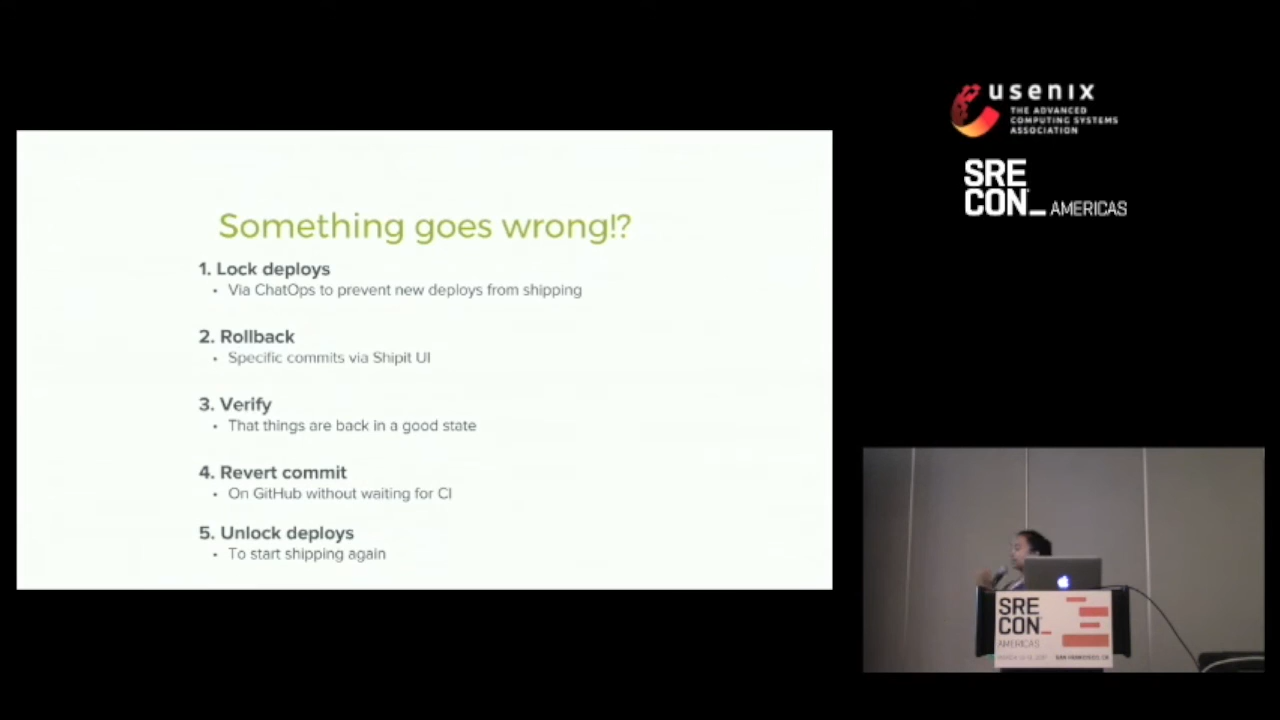 usenix
THE ADVANCED
COMPUTING SYSTEMS
ASSOCIATION
SRE
CON_ AMERICAS
Something goes wrong!?
1. Lock deploys
• Via ChatOps to prevent new deploys from shipping
2. Rollback
• Specific commits via Shipit UI
3. Verify
• That things are back in a good state
4. Revert commit
• On GitHub without waiting for CI
5. Unlock deploys
• To start shipping again
SRE
CON_
AMERICAS